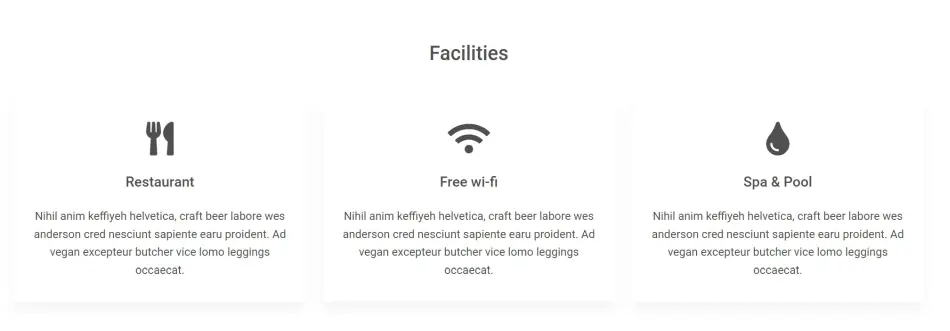 Facilities
Restaurant
Nihil anim keffiyeh helvetica, craft beer labore wes
anderson cred nesciunt sapiente earu proident. Ad
vegan excepteur butcher vice lomo leggings
occaecat.
Free wi-fi
Nihil anim keffiyeh helvetica, craft beer labore wes
anderson cred nesciunt sapiente earu proident. Ad
vegan excepteur butcher vice lomo leggings
occaecat.
Spa & Pool
Nihil anim keffiyeh helvetica, craft beer labore wes
anderson cred nesciunt sapiente earu proident. Ad
vegan excepteur butcher vice lomo leggings
occaecat.